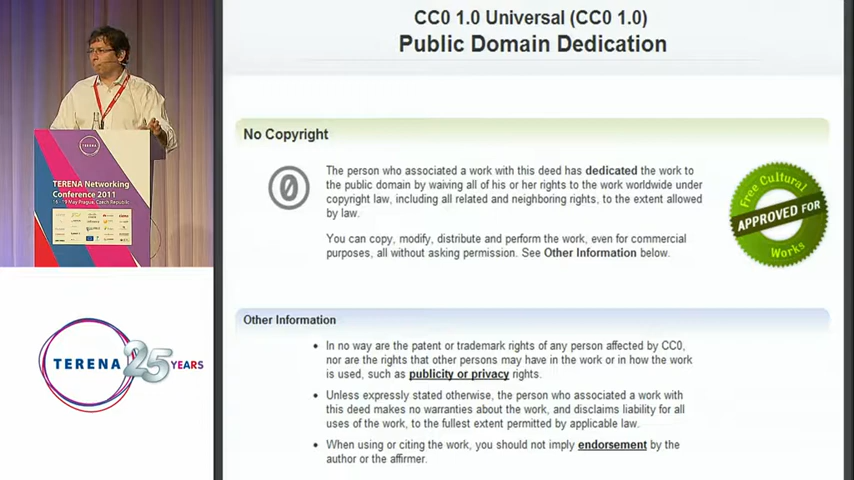 CC0 1.0 Universal (CC0 1.0)
Public Domain Dedication
No Copyright
The person who associated a work with this deed has dedicated the work to
the public domain by waiving all of his or her rights to the work worldwide under
copyright law, including all related and neighboring rights, to the extent allowed
by law.
You can copy, modify, distribute and perform the work, even for commercial
purposes, all without asking permission. See Other Information below.
Free Cultural
APPROVED FOR
Works
Other Information
In no way are the patent or trademark rights of any person affected by CC0,
nor are the rights that other persons may have in the work or in how the work
is used, such as publicity or privacy rights.
Unless expressly stated otherwise, the person who associated a work with
this deed makes no warranties about the work, and disclaims liability for all
uses of the work, to the fullest extent permitted by applicable law.
When using or citing the work, you should not imply endorsement by the
author or the affirmer.
TERENA
TERENA Networking
Conference 2011
16 - 19 May Prague, Czech Republic
TERENA 25 YEARS